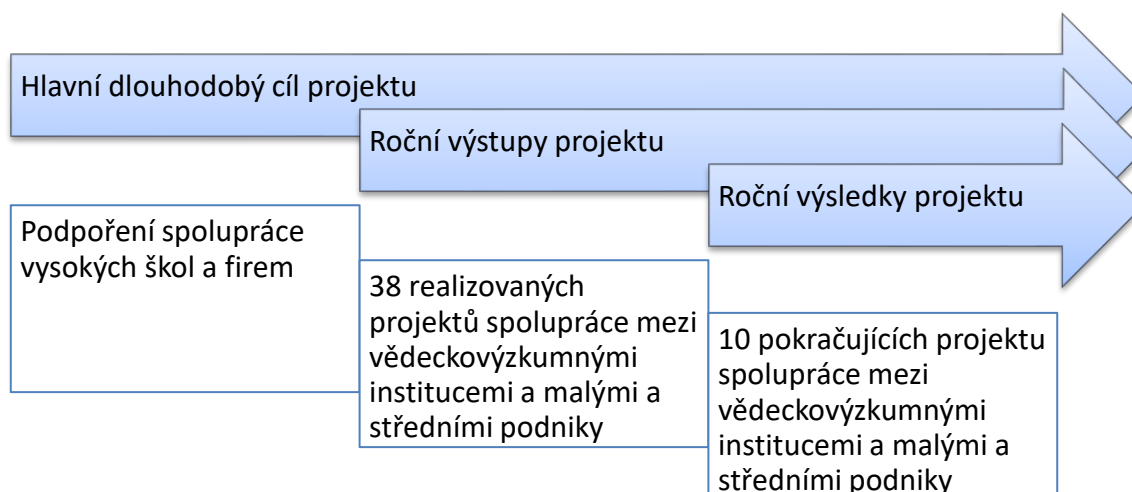 Hlavní dlouhodobý cíl projektu
Roční výstupy projektu
Roční výsledky projektu
Podpoření spolupráce
vysokých škol a firem
38 realizovaných
projektů spolupráce mezi
vědeckovýzkumnými
institucemi a malými a
středními podniky
10 pokračujících projektu
spolupráce mezi
vědeckovýzkumnými
institucemi a malými a
středními podniky